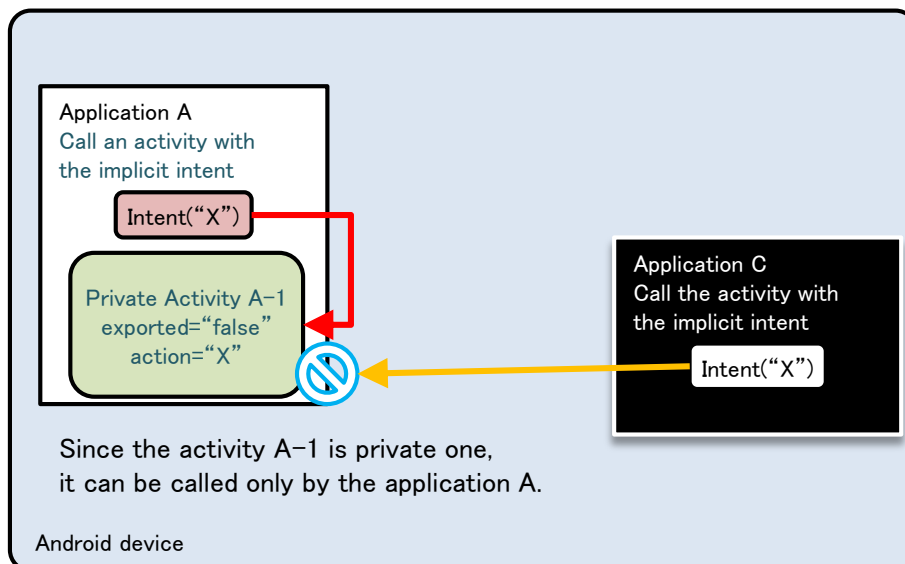 Application A
Call an activity with
the implicit intent
Intent(“X”)
Private Activity A-1
exported=“false”
action=“X”
Application C
Call the activity with
the implicit intent
Intent(“X”)
Since the activity A-1 is private one,
it can be called only by the application A.
Android device